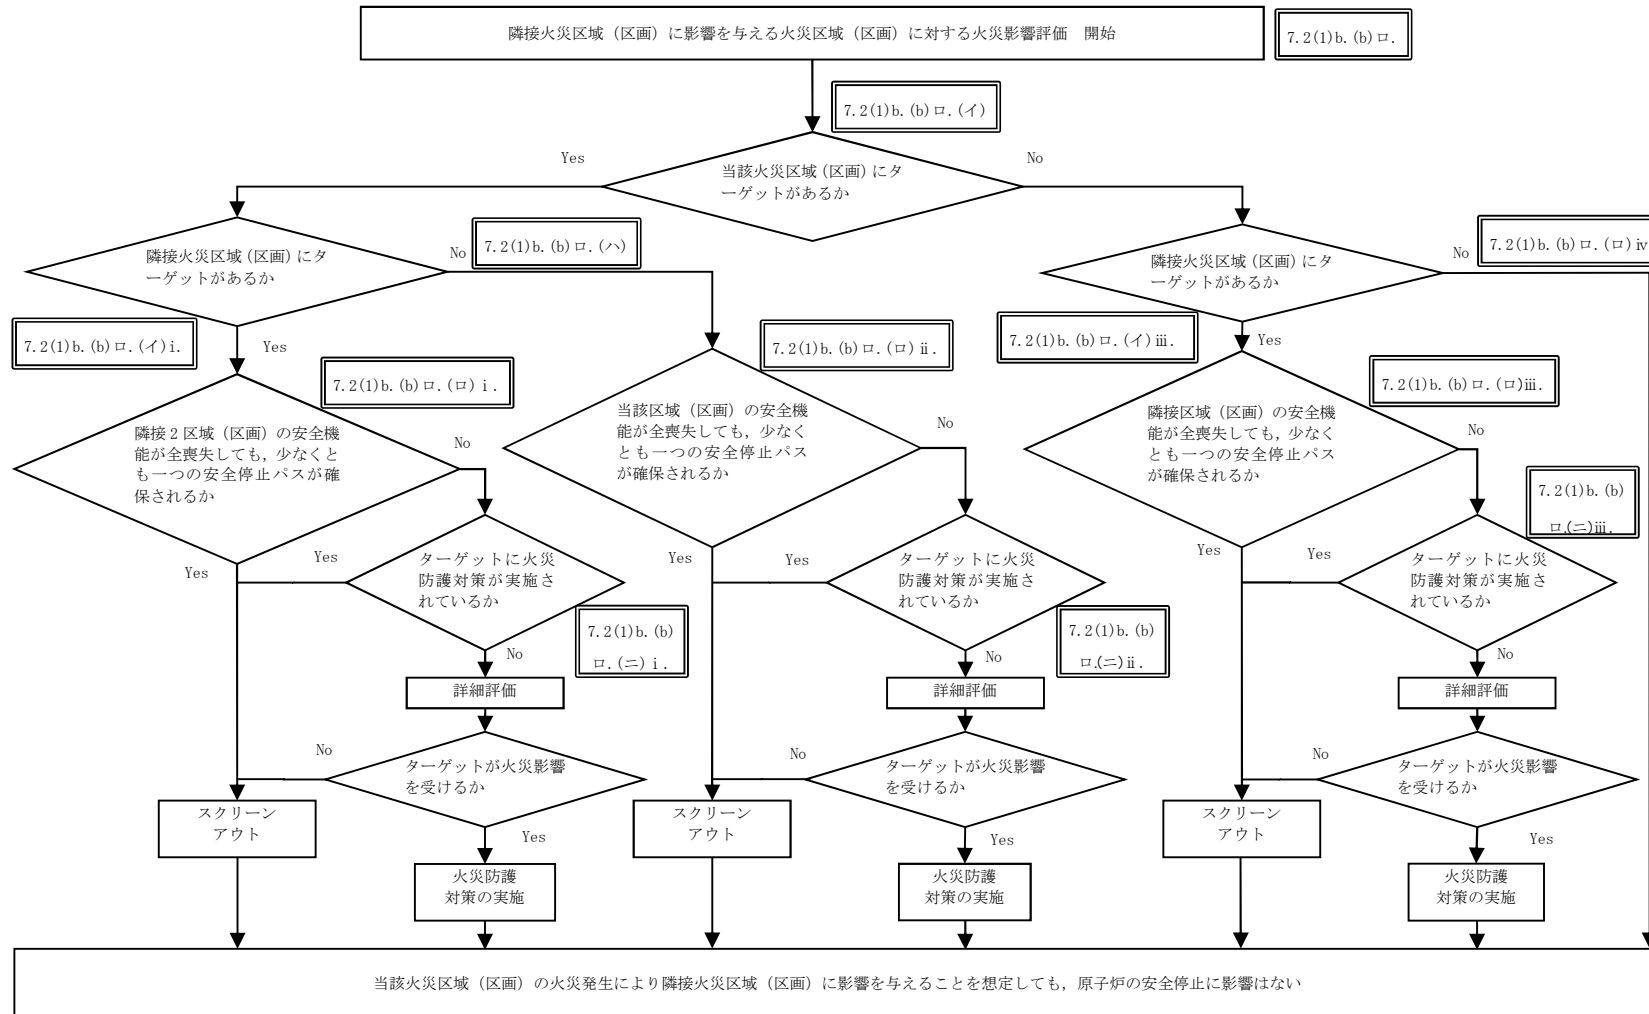 隣接火災区域（区画）に影響を与える火災区域（区画）に対する火災影響評価　開始
7.2(1)b.(b)ロ.
7.2(1)b.(b)ロ.(イ)
Yes
No
当該火災区域(区画)にタ
ーゲットがあるか
7.2(1)b.(b)ロ.(ハ)
7.2(1)b.(b)ロ.(ロ)ⅳ
No
No
隣接火災区域(区画)にタ
ーゲットがあるか
隣接火災区域(区画)にタ
ーゲットがあるか
7.2(1)b.(b)ロ.(イ)ⅰ.
Yes
7.2(1)b.(b)ロ.(ロ)ⅱ.
7.2(1)b.(b)ロ.(イ)ⅲ.
Yes
7.2(1)b.(b)ロ.(ロ)ⅰ.
7.2(1)b.(b)ロ.(ロ)ⅲ.
隣接２区域（区画）の安全機
能が全喪失しても，少なくと
も一つの安全停止パスが確
保されるか
No
当該区域（区画）の安全機
能が全喪失しても，少なく
とも一つの安全停止パス
が確保されるか
No
隣接区域（区画）の安全機
能が全喪失しても，少なく
とも一つの安全停止パス
が確保されるか
No
7.2(1)b.(b)
ロ.(ニ)ⅲ.
Yes
Yes
ターゲットに火災
防護対策が実施さ
れているか
Yes
Yes
ターゲットに火災
防護対策が実施さ
れているか
Yes
Yes
ターゲットに火災
防護対策が実施さ
れているか
7.2(1)b.(b)
ロ.(ニ)ⅰ.
7.2(1)b.(b)
ロ.(ニ)ⅱ.
No
No
No
詳細評価
詳細評価
詳細評価
No
ターゲットが火災影響
を受けるか
No
ターゲットが火災影響
を受けるか
No
ターゲットが火災影響
を受けるか
スクリーン
アウト
Yes
スクリーン
アウト
Yes
スクリーン
アウト
Yes
火災防護
対策の実施
火災防護
対策の実施
火災防護
対策の実施
当該火災区域（区画）の火災発生により隣接火災区域（区画）に影響を与えることを想定しても，原子炉の安全停止に影響はない